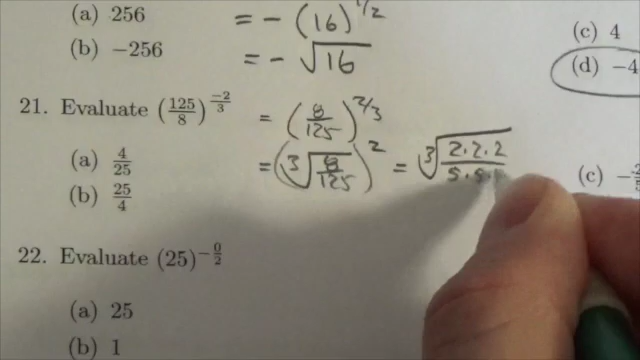 (a) 256 = - (16)^{1/2} (c) 4
(b) -256 = - √16 (d) -4
21. Evaluate (125/8)^{-2/3} = (8/125)^{2/3}
(a) 4/25 = (∛(8/125))^2 = ∛(2·2·2/5·5·
(b) 25/4 (c)
22. Evaluate (25)^{-0/2}
(a) 25
(b) 1